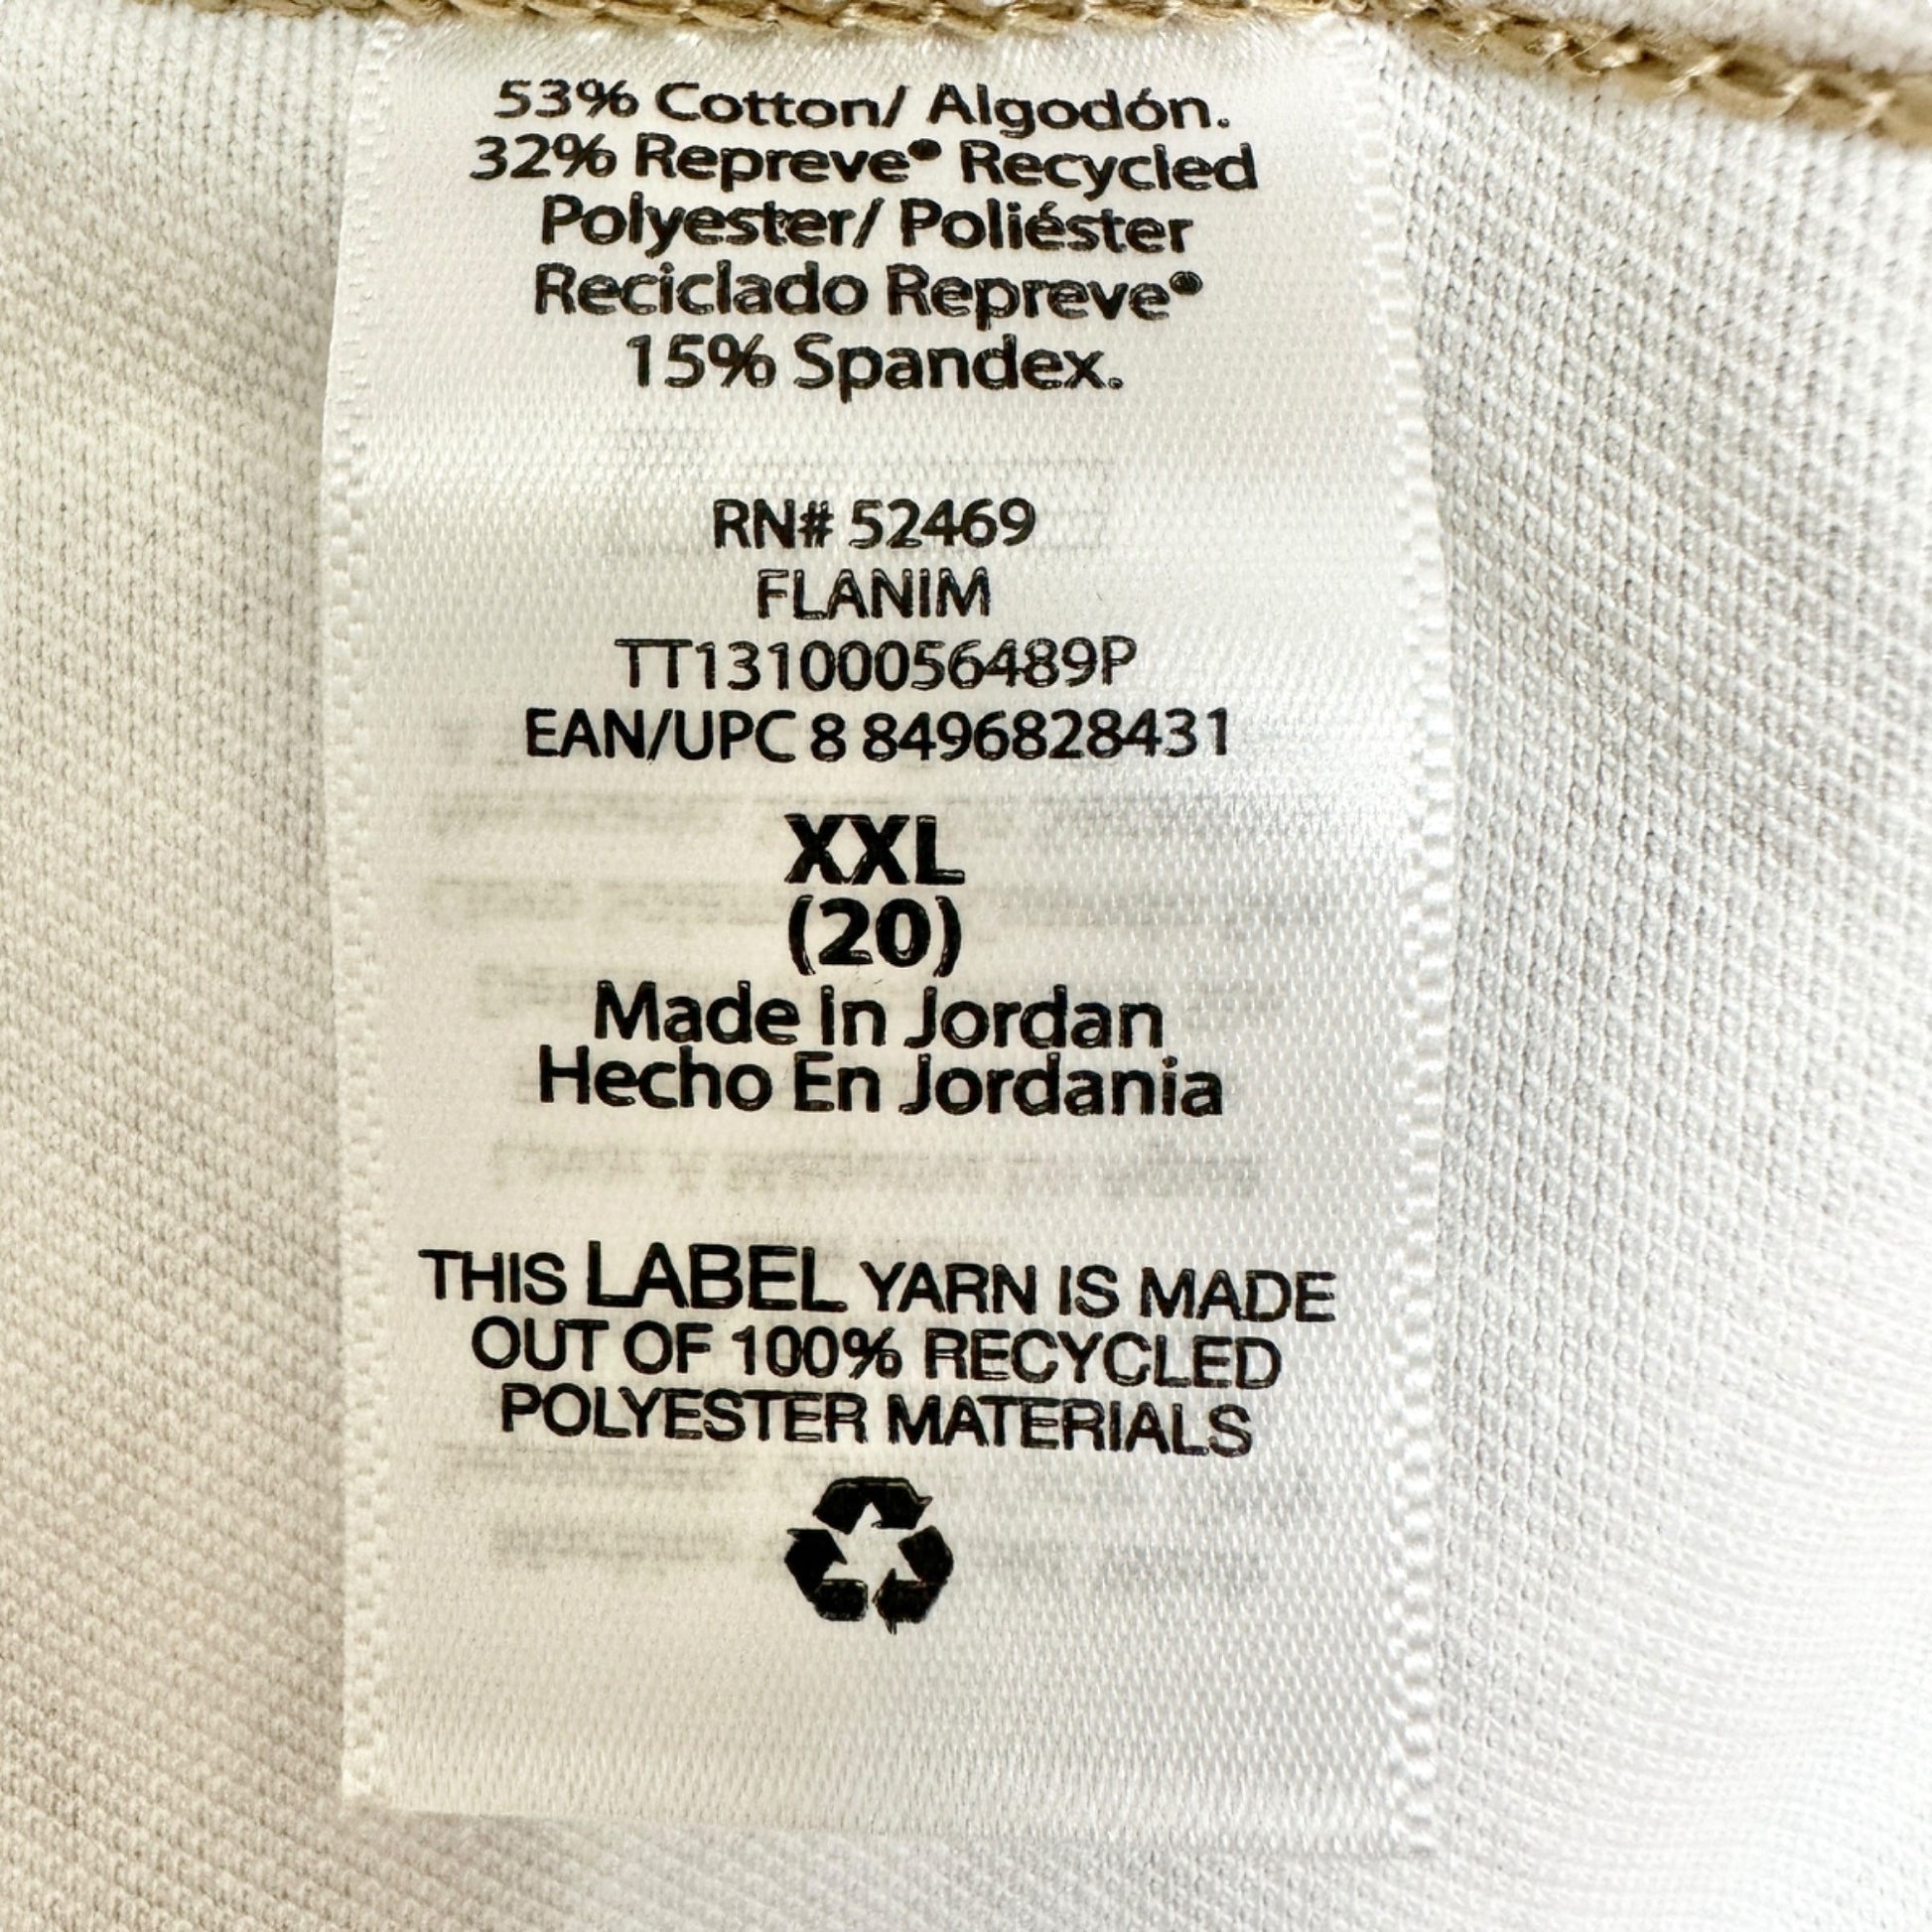 53% Cotton/ Algodón.
32% Repreve® Recycled
Polyester/ Poliéster
Reciclado Repreve®
15% Spandex.
RN# 52469
FLANIM
TT13100056489P
EAN/UPC 8 8496828431
XXL
(20)
Made In Jordan
Hecho En Jordania
THIS LABEL YARN IS MADE
OUT OF 100% RECYCLED
POLYESTER MATERIALS